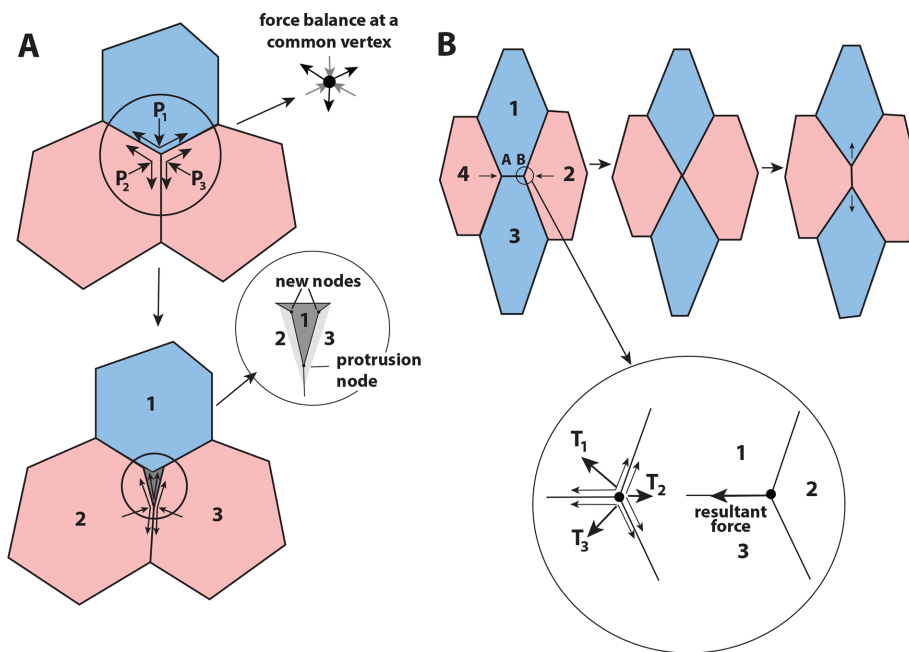 A
force balance at a
common vertex
P1
P2
P3
new nodes
1
2
3
protrusion
node
1
2
3
B
1
A B
4
2
3
T1
T2
T3
1
2
resultant
force
3